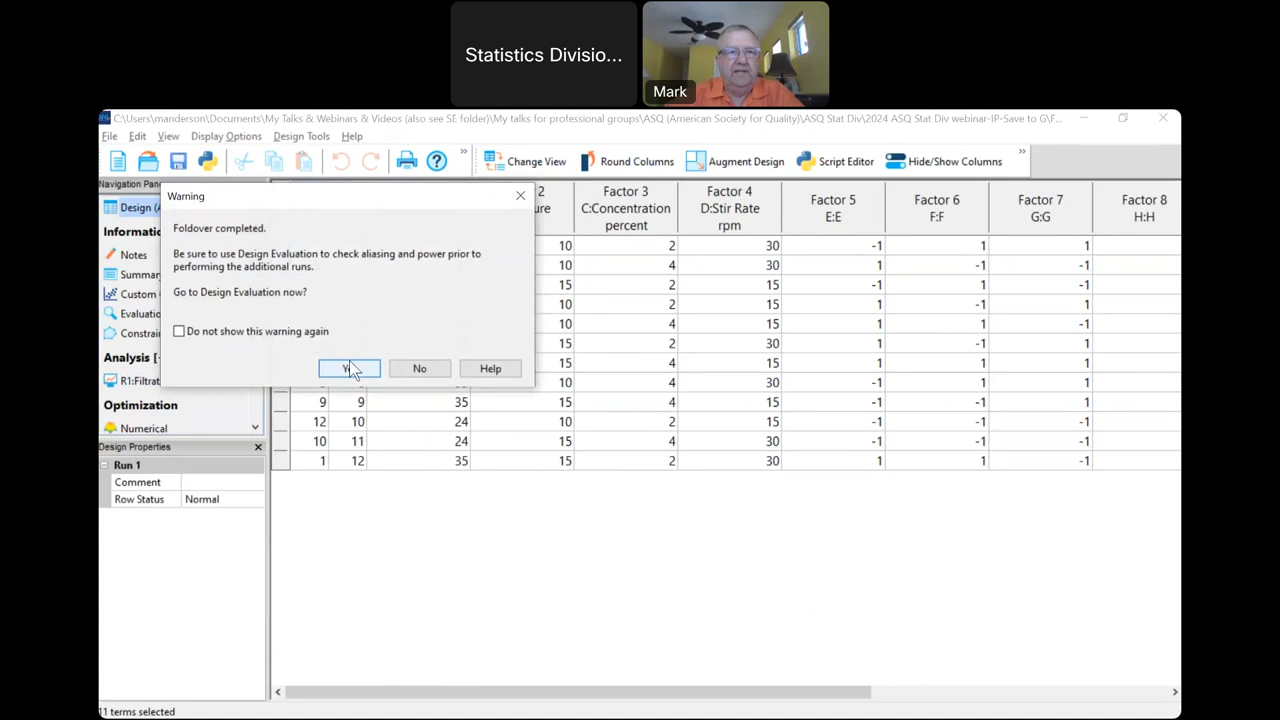 Statistics Divisio...
Mark
C:\Users\manderson\Documents\My Talks & Webinars & Videos (also see SE folder)\My talks for professional groups\ASQ (American Society for Quality)\ASQ Stat Div\2024 ASQ Stat Div webinar-IP-Save to G\F...
File Edit View Display Options Design Tools Help
» Change View Round Columns Augment Design Script Editor Hide/Show Columns »
Navigation Pan
Design (A
Informati
Notes
Summar
Custom
Evaluatio
Constrai
Analysis [-
R1:Filtrat
Optimization
Numerical
Design Properties
Run 1
Comment
Row Status Normal
Warning
Foldover completed.
Be sure to use Design Evaluation to check aliasing and power prior to
performing the additional runs.
Go to Design Evaluation now?
Do not show this warning again
No Help
2 Factor 3 Factor 4 Factor 5 Factor 6 Factor 7 Factor 8
ure C:Concentration D:Stir Rate E:E F:F G:G H:H
percent rpm
10 2 30 -1 1 1
10 4 30 1 -1 -1
15 2 15 -1 1 -1
10 2 15 1 -1 1
10 4 15 1 1 -1
15 2 30 1 -1 1
15 4 15 1 1 1
10 4 30 -1 1 1
9 9 35 15 4 15 -1 -1 1
12 10 24 10 2 15 -1 -1 -1
10 11 24 15 4 30 -1 -1 -1
1 12 35 15 2 30 1 1 -1
11 terms selected